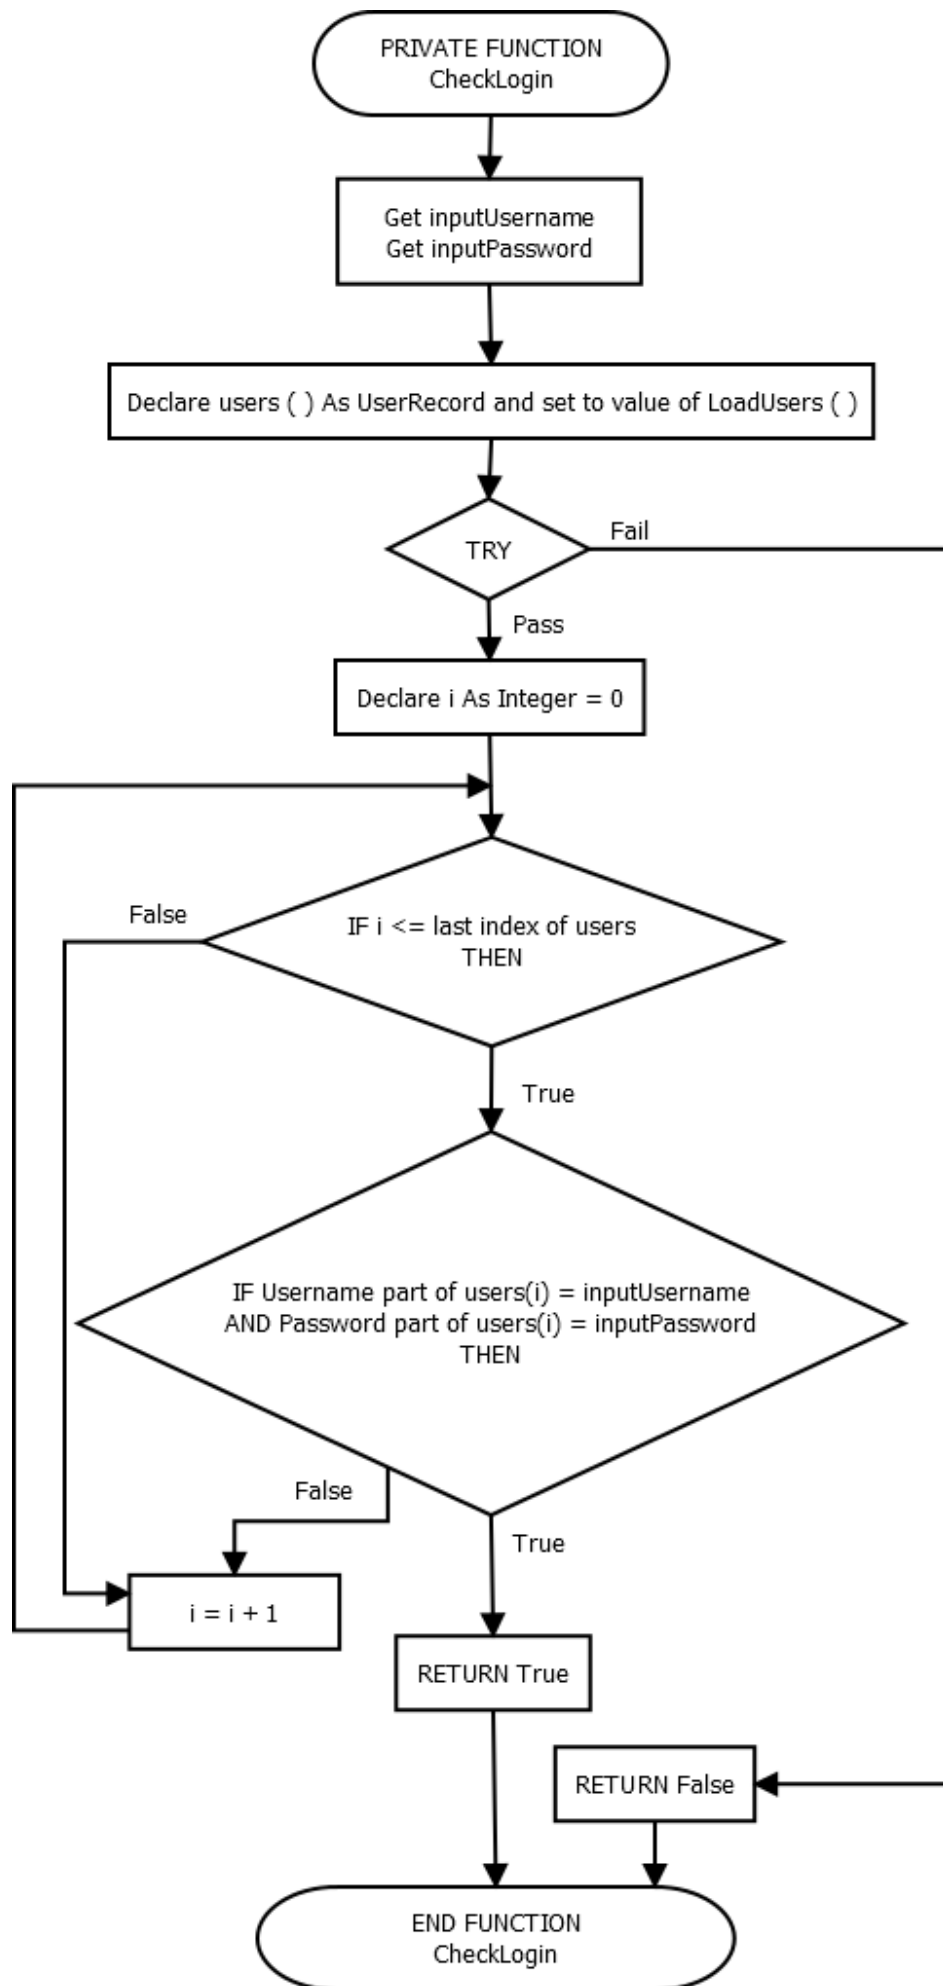 PRIVATE FUNCTION
CheckLogin
Get inputUsername
Get inputPassword
Declare users ( ) As UserRecord and set to value of LoadUsers ( )
TRY
Fail
Pass
Declare i As Integer = 0
False
IF i <= last index of users
THEN
True
IF Username part of users(i) = inputUsername
AND Password part of users(i) = inputPassword
THEN
False
True
i = i + 1
RETURN True
RETURN False
END FUNCTION
CheckLogin